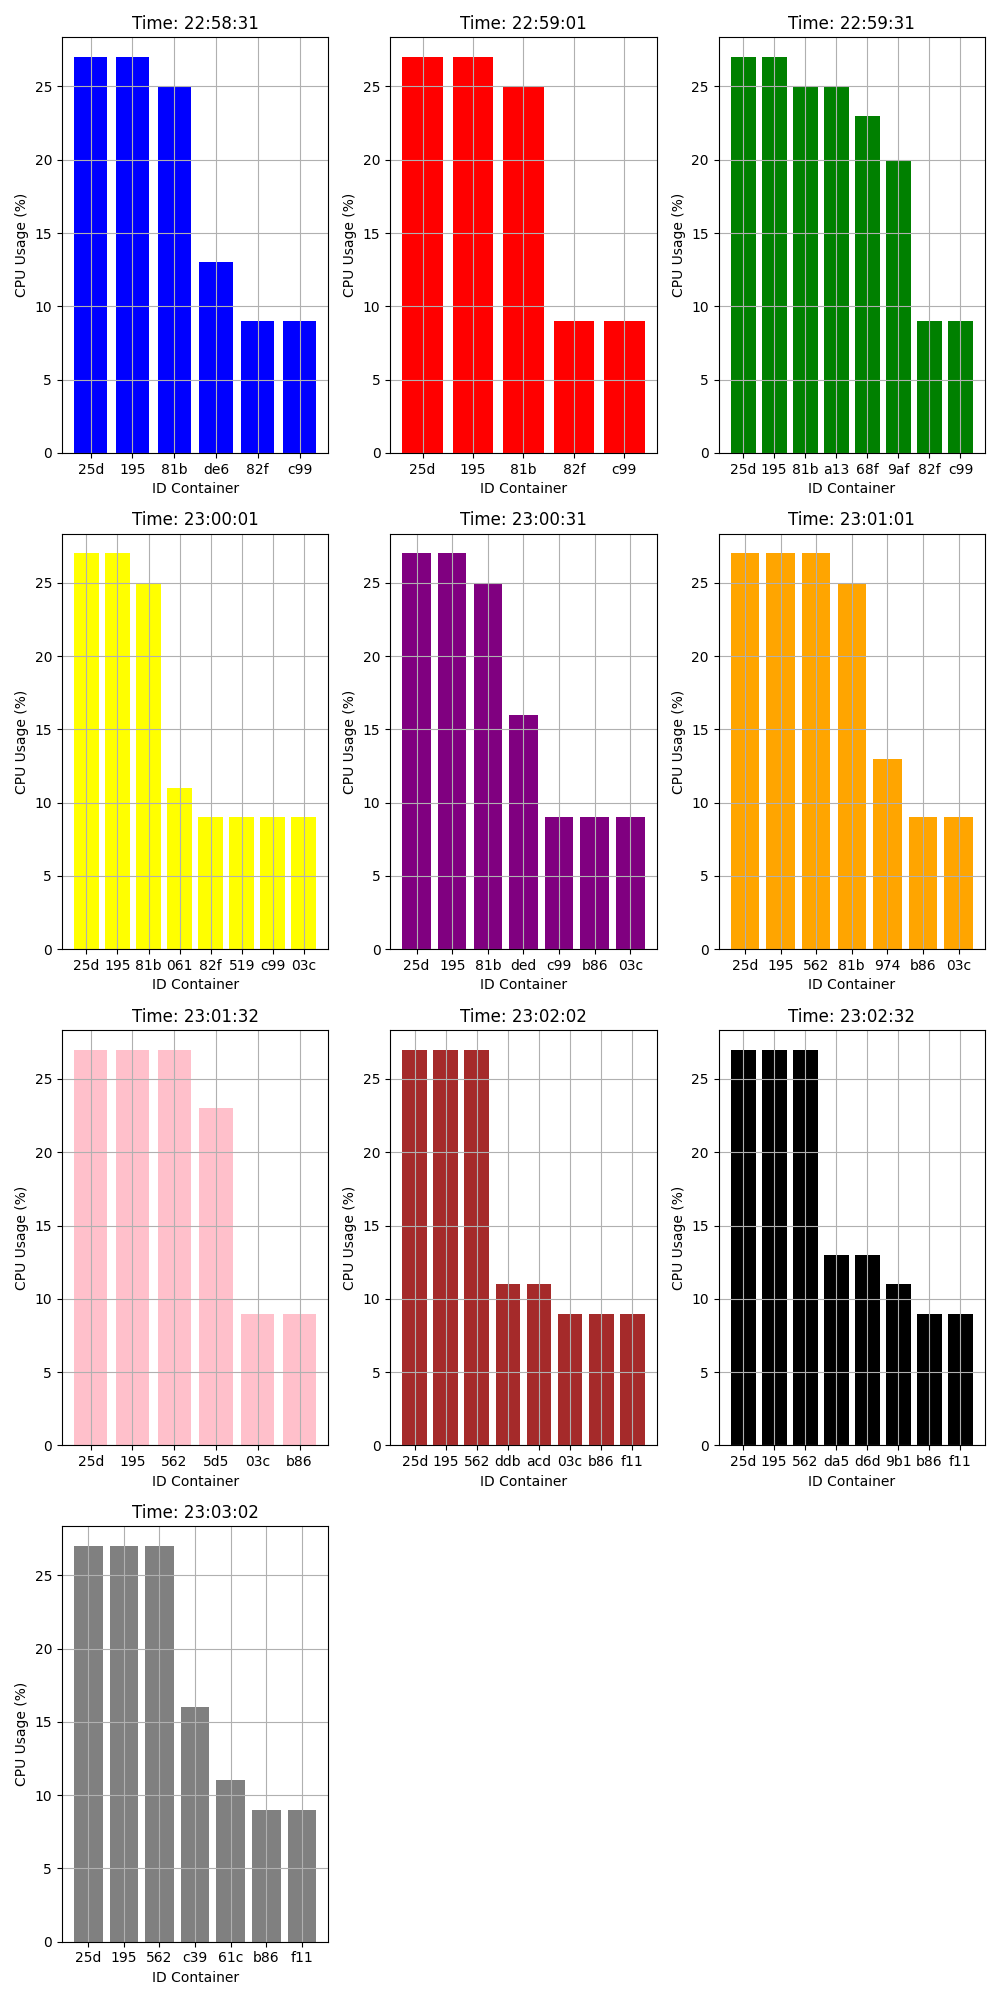 Time: 22:58:31
CPU Usage (%)
25
20
15
10
5
0
25d 195 81b de6 82f c99
ID Container
Time: 22:59:01
CPU Usage (%)
25
20
15
10
5
0
25d 195 81b 82f c99
ID Container
Time: 22:59:31
CPU Usage (%)
25
20
15
10
5
0
25d 195 81b a13 68f 9af 82f c99
ID Container
Time: 23:00:01
CPU Usage (%)
25
20
15
10
5
0
25d 195 81b 061 82f 519 c99 03c
ID Container
Time: 23:00:31
CPU Usage (%)
25
20
15
10
5
0
25d 195 81b ded c99 b86 03c
ID Container
Time: 23:01:01
CPU Usage (%)
25
20
15
10
5
0
25d 195 562 81b 974 b86 03c
ID Container
Time: 23:01:32
CPU Usage (%)
25
20
15
10
5
0
25d 195 562 5d5 03c b86
ID Container
Time: 23:02:02
CPU Usage (%)
25
20
15
10
5
0
25d 195 562 ddb acd 03c b86 f11
ID Container
Time: 23:02:32
CPU Usage (%)
25
20
15
10
5
0
25d 195 562 da5 d6d 9b1 b86 f11
ID Container
Time: 23:03:02
CPU Usage (%)
25
20
15
10
5
0
25d 195 562 c39 61c b86 f11
ID Container